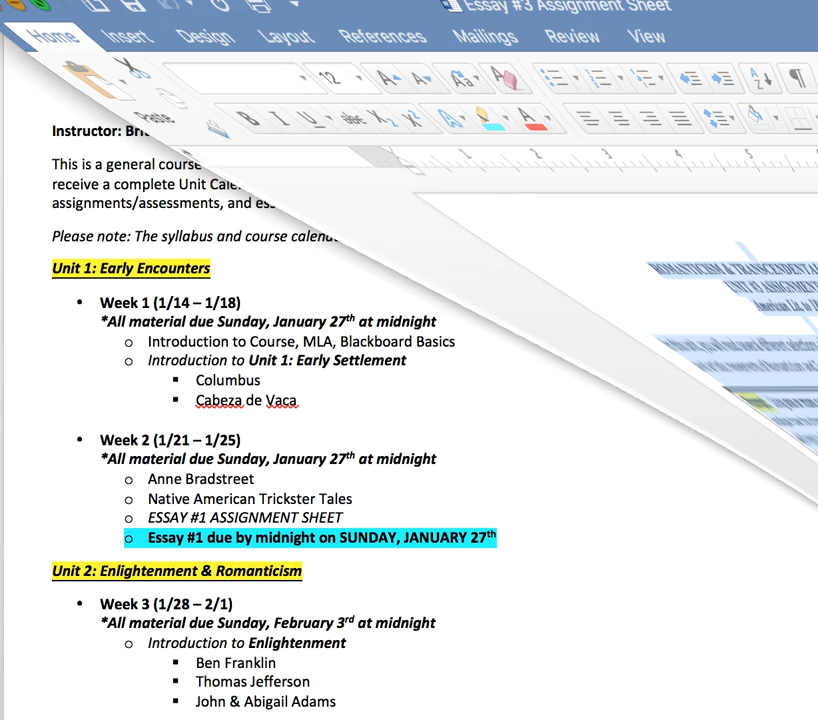 Essay #3 Assignment Sheet
Home Insert Design Layout References Mailings Review View
12
Paste B I U abc X2 X2
Instructor:
This is a general course
receive a complete Unit
assignments/assessments, and
Please note: The syllabus and course
Unit 1: Early Encounters
• Week 1 (1/14 – 1/18)
*All material due Sunday, January 27th at midnight
o Introduction to Course, MLA, Blackboard Basics
o Introduction to Unit 1: Early Settlement
▪ Columbus
▪ Cabeza de Vaca
• Week 2 (1/21 – 1/25)
*All material due Sunday, January 27th at midnight
o Anne Bradstreet
o Native American Trickster Tales
o ESSAY #1 ASSIGNMENT SHEET
o Essay #1 due by midnight on SUNDAY, JANUARY 27th
Unit 2: Enlightenment & Romanticism
• Week 3 (1/28 – 2/1)
*All material due Sunday, February 3rd at midnight
o Introduction to Enlightenment
▪ Ben Franklin
▪ Thomas Jefferson
▪ John & Abigail Adams